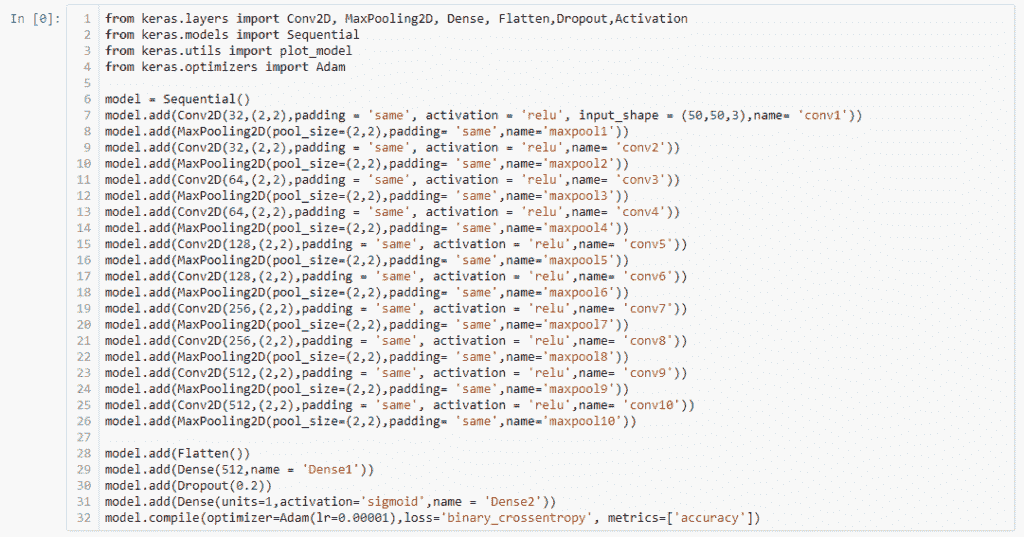 In [0]:
1 from keras.layers import Conv2D, MaxPooling2D, Dense, Flatten,Dropout,Activation
2 from keras.models import Sequential
3 from keras.utils import plot_model
4 from keras.optimizers import Adam
5
6 model = Sequential()
7 model.add(Conv2D(32,(2,2),padding = 'same', activation = 'relu', input_shape = (50,50,3),name= 'conv1'))
8 model.add(MaxPooling2D(pool_size=(2,2),padding= 'same',name='maxpool1'))
9 model.add(Conv2D(32,(2,2),padding = 'same', activation = 'relu',name= 'conv2'))
10 model.add(MaxPooling2D(pool_size=(2,2),padding= 'same',name='maxpool2'))
11 model.add(Conv2D(64,(2,2),padding = 'same', activation = 'relu',name= 'conv3'))
12 model.add(MaxPooling2D(pool_size=(2,2),padding= 'same',name='maxpool3'))
13 model.add(Conv2D(64,(2,2),padding = 'same', activation = 'relu',name= 'conv4'))
14 model.add(MaxPooling2D(pool_size=(2,2),padding= 'same',name='maxpool4'))
15 model.add(Conv2D(128,(2,2),padding = 'same', activation = 'relu',name= 'conv5'))
16 model.add(MaxPooling2D(pool_size=(2,2),padding= 'same',name='maxpool5'))
17 model.add(Conv2D(128,(2,2),padding = 'same', activation = 'relu',name= 'conv6'))
18 model.add(MaxPooling2D(pool_size=(2,2),padding= 'same',name='maxpool6'))
19 model.add(Conv2D(256,(2,2),padding = 'same', activation = 'relu',name= 'conv7'))
20 model.add(MaxPooling2D(pool_size=(2,2),padding= 'same',name='maxpool7'))
21 model.add(Conv2D(256,(2,2),padding = 'same', activation = 'relu',name= 'conv8'))
22 model.add(MaxPooling2D(pool_size=(2,2),padding= 'same',name='maxpool8'))
23 model.add(Conv2D(512,(2,2),padding = 'same', activation = 'relu',name= 'conv9'))
24 model.add(MaxPooling2D(pool_size=(2,2),padding= 'same',name='maxpool9'))
25 model.add(Conv2D(512,(2,2),padding = 'same', activation = 'relu',name= 'conv10'))
26 model.add(MaxPooling2D(pool_size=(2,2),padding= 'same',name='maxpool10'))
27
28 model.add(Flatten())
29 model.add(Dense(512,name = 'Dense1'))
30 model.add(Dropout(0.2))
31 model.add(Dense(units=1,activation='sigmoid',name = 'Dense2'))
32 model.compile(optimizer=Adam(lr=0.00001),loss='binary_crossentropy', metrics=['accuracy'])